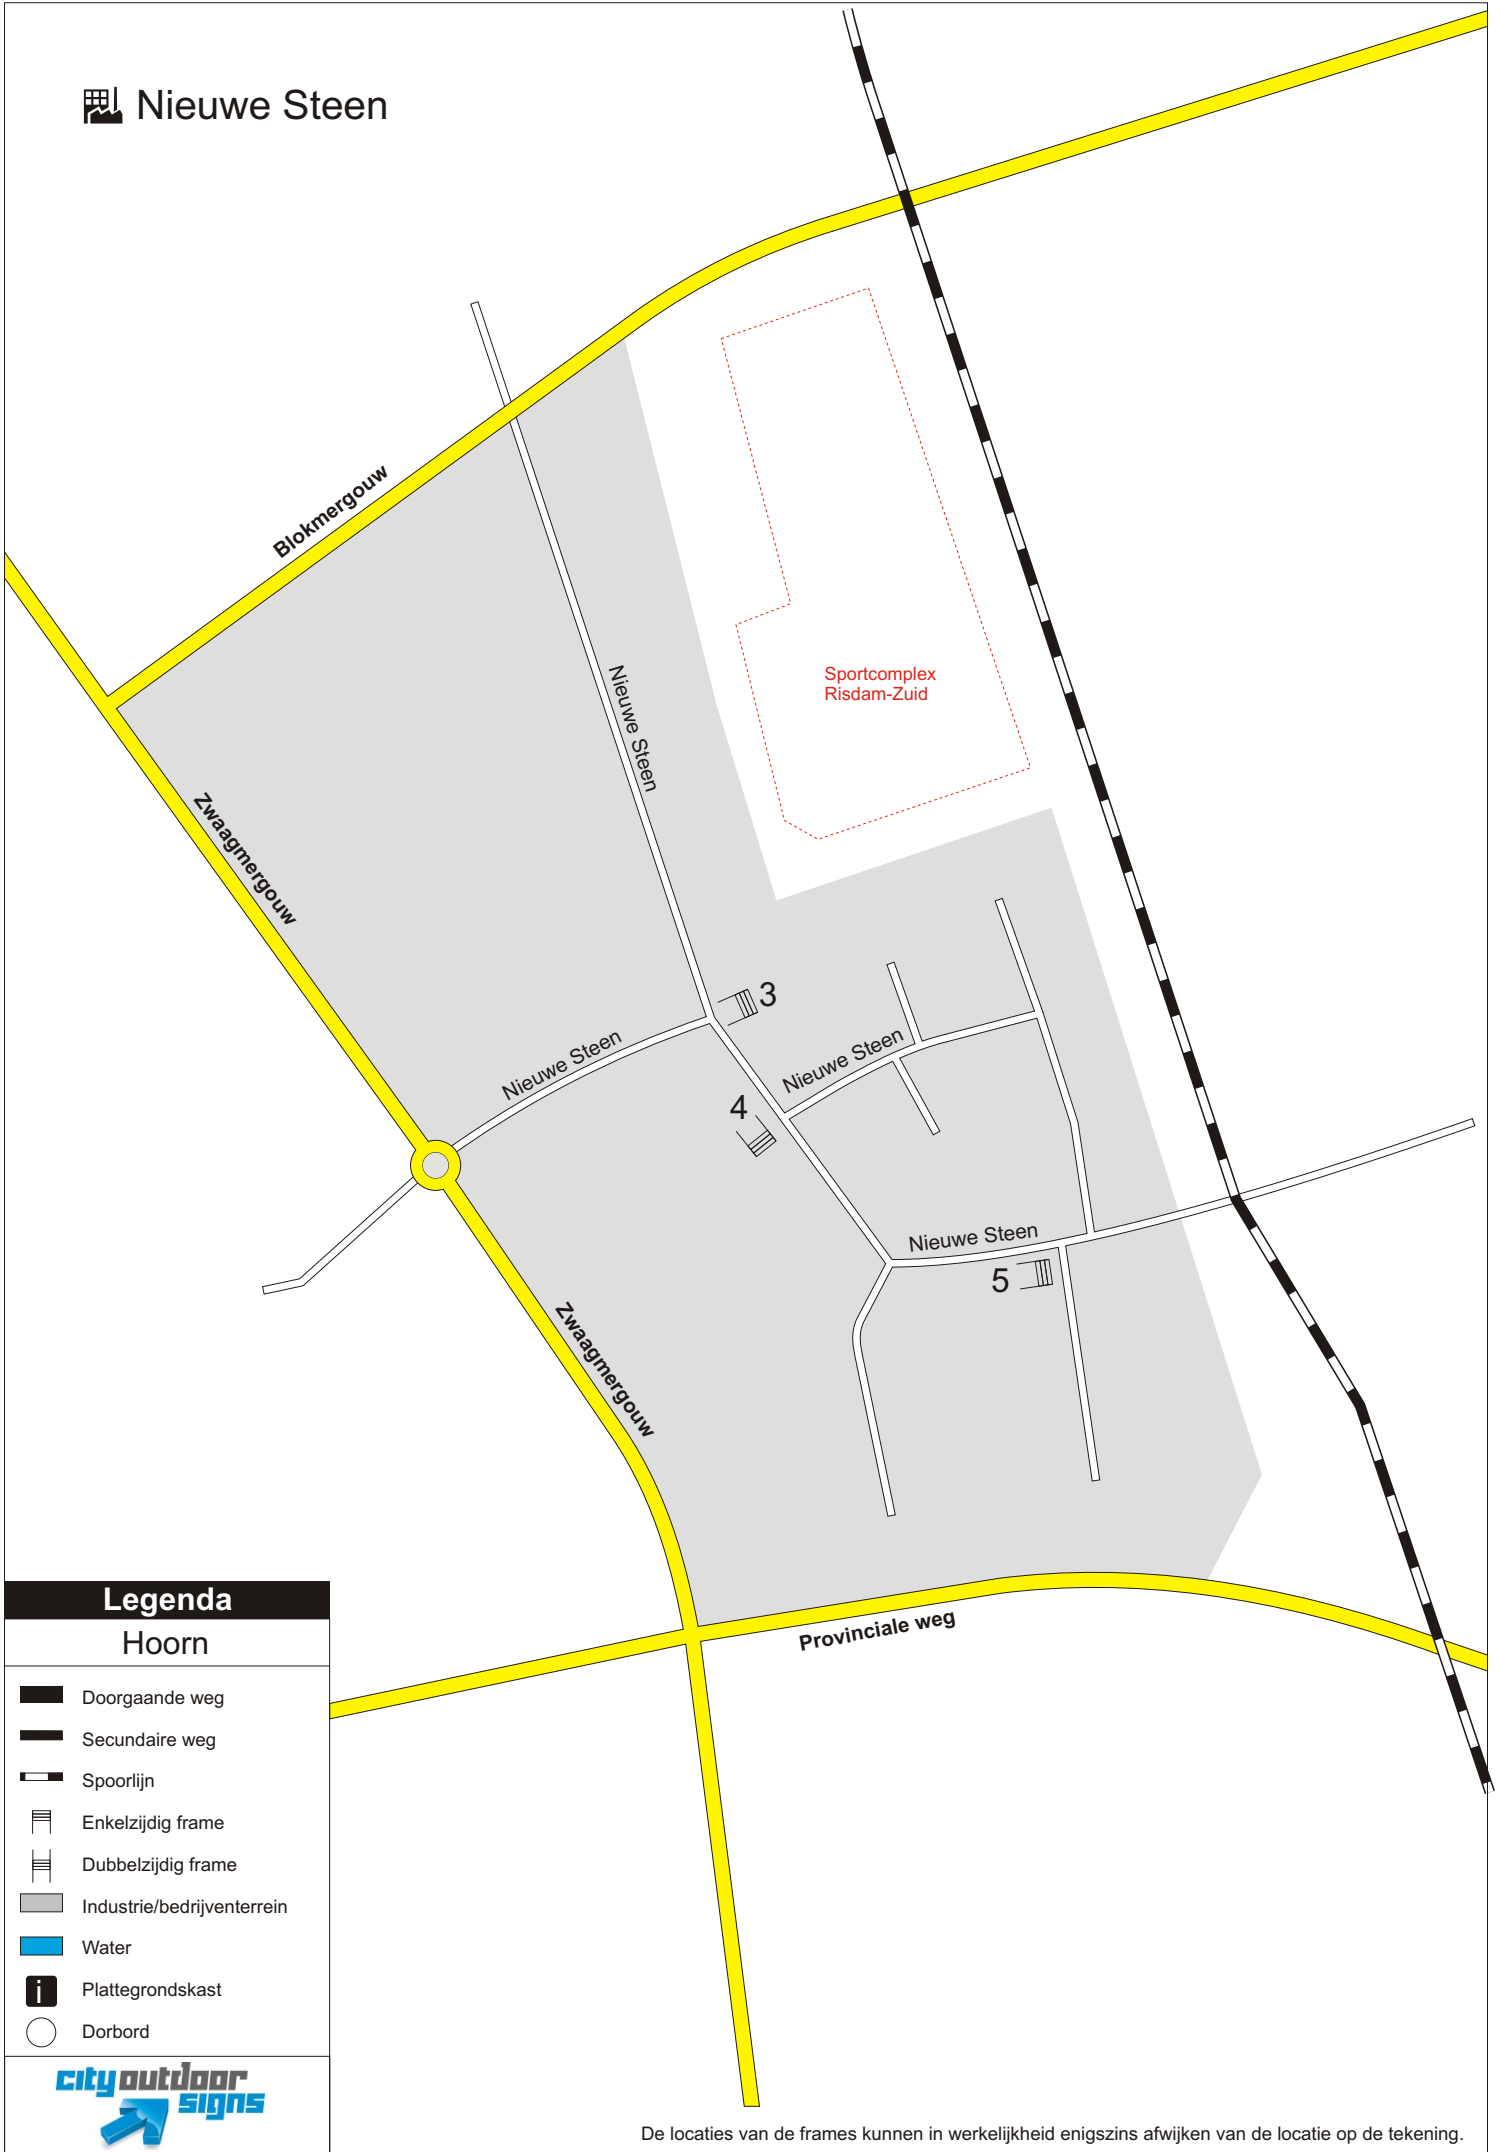 Nieuwe Steen
Blokmergouw
Nieuwe Steen
Sportcomplex
Risdam-Zuid
Zwaagmergouw
3
Nieuwe Steen
Nieuwe Steen
4
Nieuwe Steen
5
Zwaagmergouw
Provinciale weg
Legenda
Hoorn
Doorgaande weg
Secundaire weg
Spoorlijn
Enkelzijdig frame
Dubbelzijdig frame
Industrie/bedrijventerrein
Water
i Plattegrondskast
Dorbord
city outdoor
signs
De locaties van de frames kunnen in werkelijkheid enigszins afwijken van de locatie op de tekening.